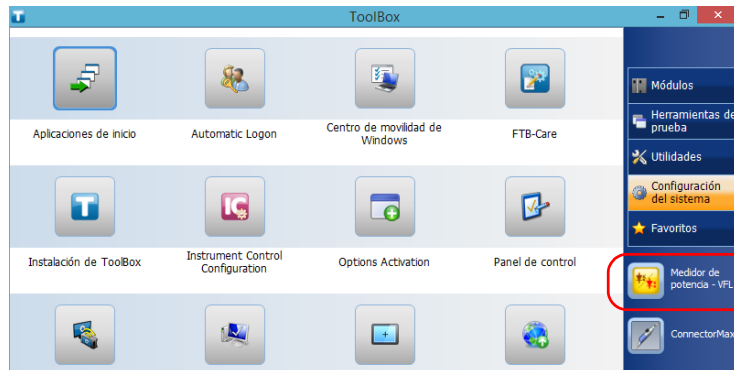 ToolBox
Aplicaciones de inicio
Automatic Logon
Centro de movilidad de
Windows
FTB-Care
Instalación de ToolBox
Instrument Control
Configuration
Options Activation
Panel de control
Módulos
Herramientas de
prueba
Utilidades
Configuración
del sistema
Favoritos
Medidor de
potencia - VFL
ConnectorMax